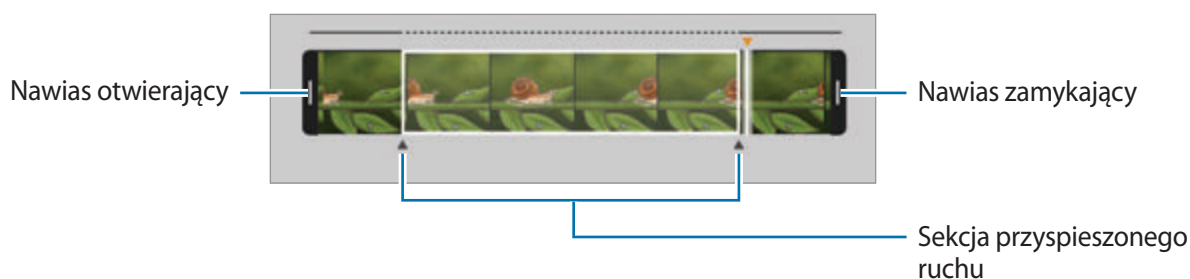 Nawias otwierający
Nawias zamykający
Sekcja przyspieszonego
ruchu